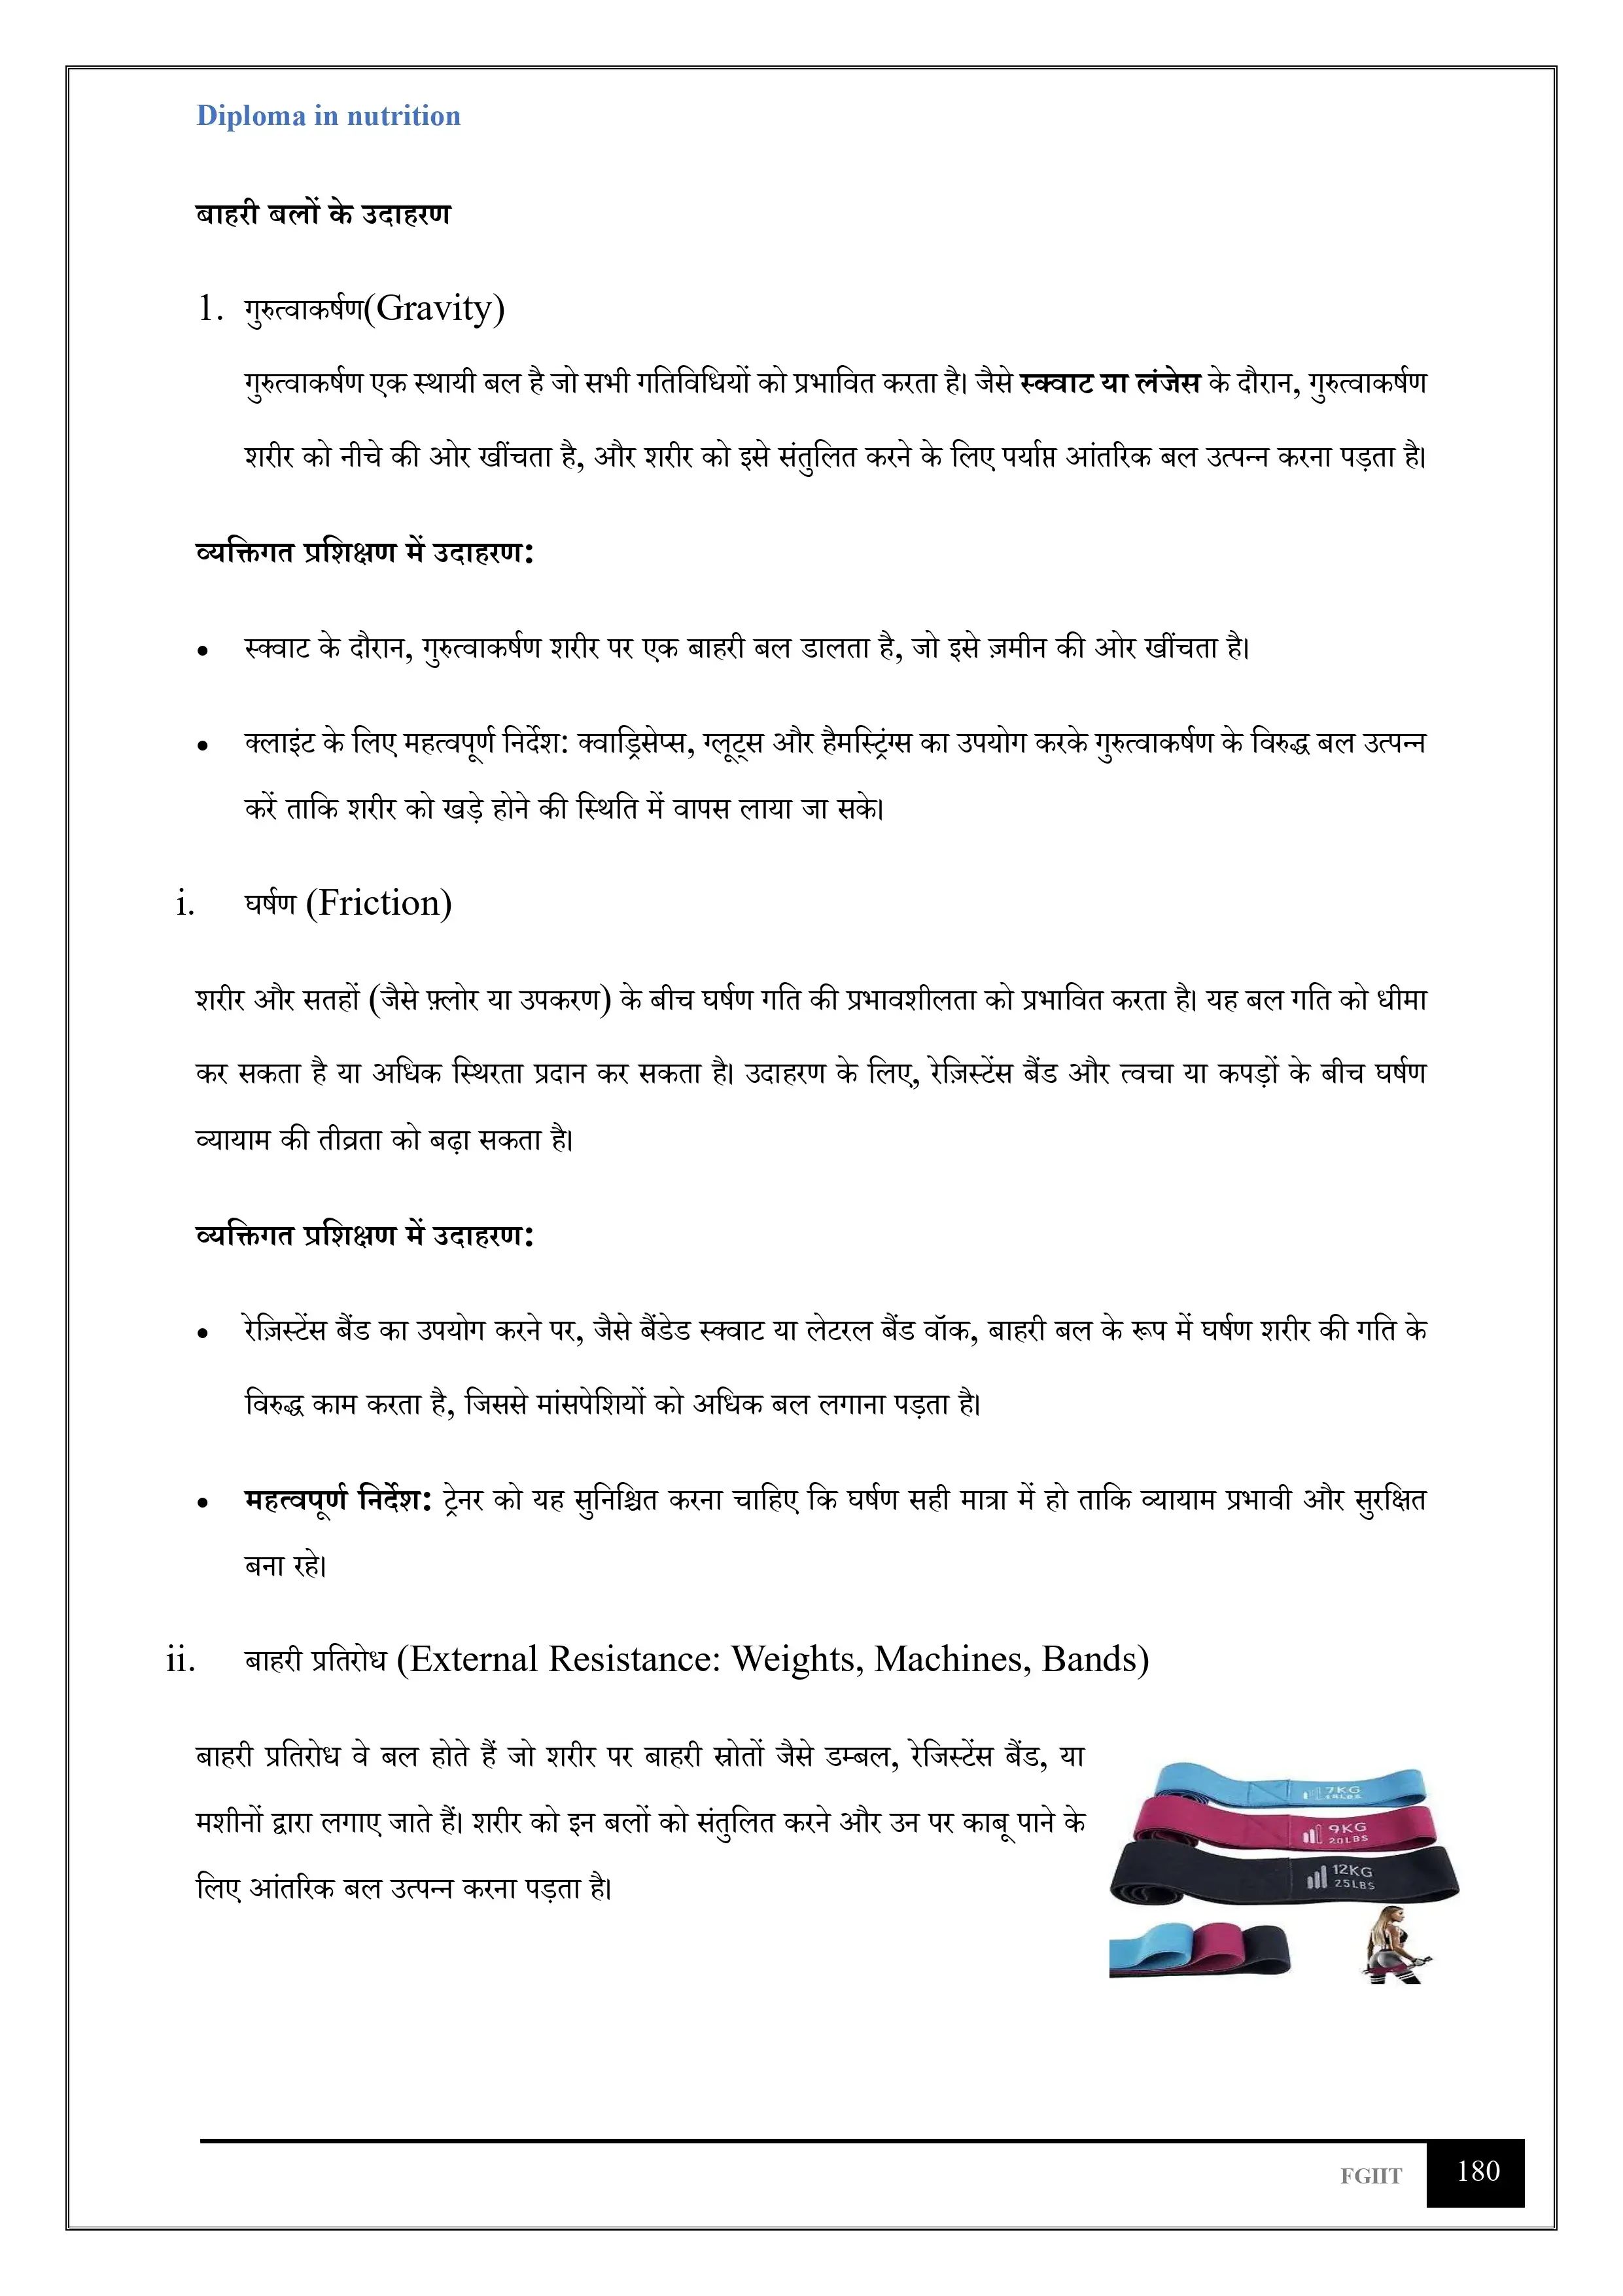 Diploma in nutrition
बाहरी बलों के उदाहरण
1. गुरुत्वाकर्षण(Gravity)
गुरुत्वाकर्षण एक स्थायी बल है जो सभी गतिविधियों को प्रभावित करता है। जैसे स्क्वाट या लंजेस के दौरान, गुरुत्वाकर्षण
शरीर को नीचे की ओर खींचता है, और शरीर को इसे संतुलित करने के लिए पर्याप्त आंतरिक बल उत्पन्न करना पड़ता है।
व्यक्तिगत प्रशिक्षण में उदाहरण:
• स्क्वाट के दौरान, गुरुत्वाकर्षण शरीर पर एक बाहरी बल डालता है, जो इसे ज़मीन की ओर खींचता है।
• क्लाइंट के लिए महत्वपूर्ण निर्देश: क्वाड्रिसेप्स, ग्लूट्स और हैमस्ट्रिंग्स का उपयोग करके गुरुत्वाकर्षण के विरुद्ध बल उत्पन्न
करें ताकि शरीर को खड़े होने की स्थिति में वापस लाया जा सके।
i. घर्षण (Friction)
शरीर और सतहों (जैसे फ़्लोर या उपकरण) के बीच घर्षण गति की प्रभावशीलता को प्रभावित करता है। यह बल गति को धीमा
कर सकता है या अधिक स्थिरता प्रदान कर सकता है। उदाहरण के लिए, रेज़िस्टेंस बैंड और त्वचा या कपड़ों के बीच घर्षण
व्यायाम की तीव्रता को बढ़ा सकता है।
व्यक्तिगत प्रशिक्षण में उदाहरण:
• रेज़िस्टेंस बैंड का उपयोग करने पर, जैसे बैंडेड स्क्वाट या लेटरल बैंड वॉक, बाहरी बल के रूप में घर्षण शरीर की गति के
विरुद्ध काम करता है, जिससे मांसपेशियों को अधिक बल लगाना पड़ता है।
• महत्वपूर्ण निर्देश: ट्रेनर को यह सुनिश्चित करना चाहिए कि घर्षण सही मात्रा में हो ताकि व्यायाम प्रभावी और सुरक्षित
बना रहे।
ii. बाहरी प्रतिरोध (External Resistance: Weights, Machines, Bands)
बाहरी प्रतिरोध वे बल होते हैं जो शरीर पर बाहरी स्रोतों जैसे डम्बल, रेजिस्टेंस बैंड, या
मशीनों द्वारा लगाए जाते हैं। शरीर को इन बलों को संतुलित करने और उन पर काबू पाने के
लिए आंतरिक बल उत्पन्न करना पड़ता है।
7KG
15LBS
9KG
20LBS
12KG
25LBS
FGIIT 180